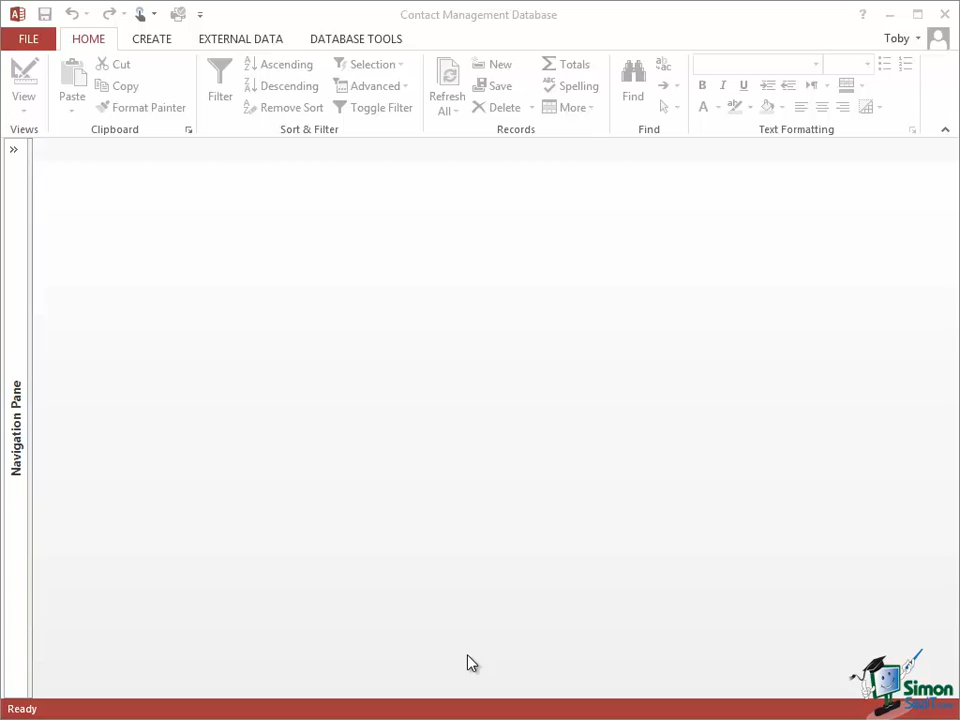 Contact Management Database
?
FILE HOME CREATE EXTERNAL DATA DATABASE TOOLS Toby
View
Views
Paste
Cut
Copy
Format Painter
Clipboard
Filter
Ascending
Descending
Remove Sort
Selection
Advanced
Toggle Filter
Sort & Filter
Refresh
All
New
Save
Delete
Totals
Spelling
More
Records
Find
Find
B I U
A
Text Formatting
Navigation Pane
Ready
Simon
SezIT.com